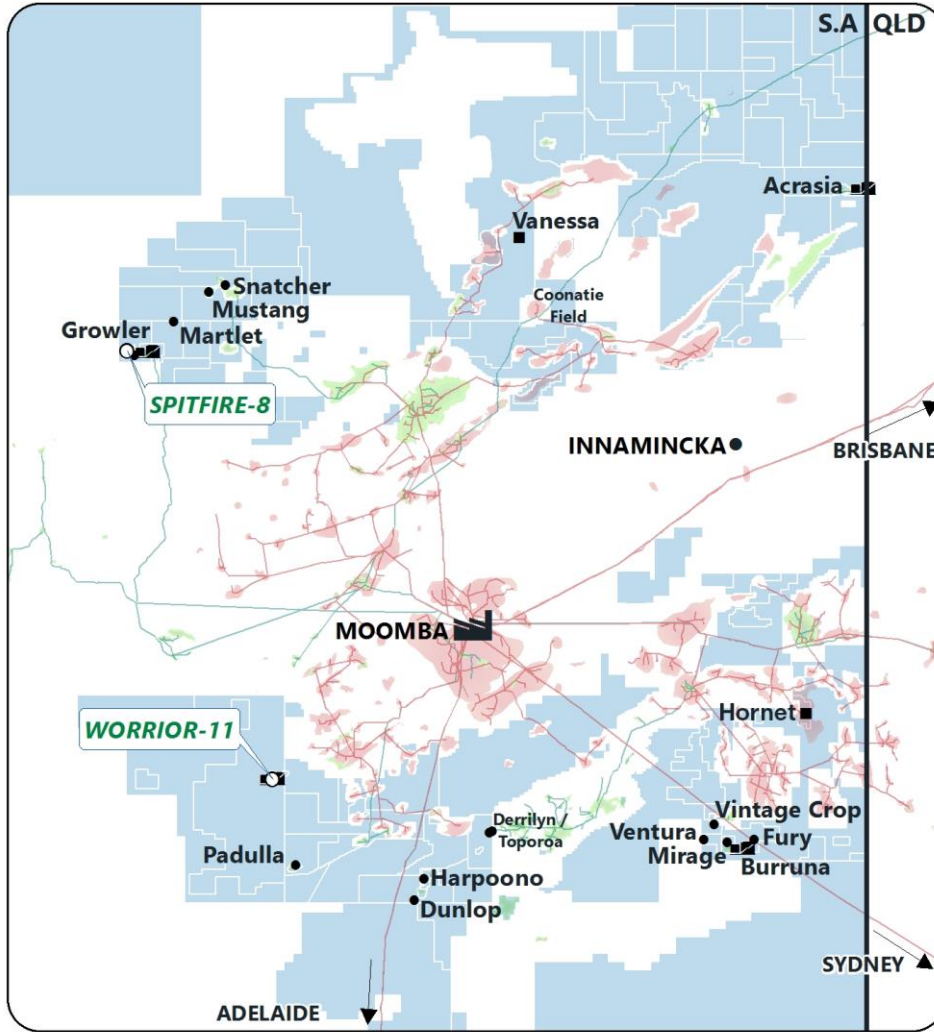 S.A QLD
Acrasia
Vanessa
Snatcher
Mustang
Coonatie
Field
Growler
Martlet
SPITFIRE-8
INNAMINCKA
BRISBANE
MOOMBA
Hornet
WORRIOR-11
Vintage Crop
Derrilyn /
Toporoa
Ventura
Fury
Mirage
Padulla
Burruna
Harpoono
Dunlop
SYDNEY
ADELAIDE